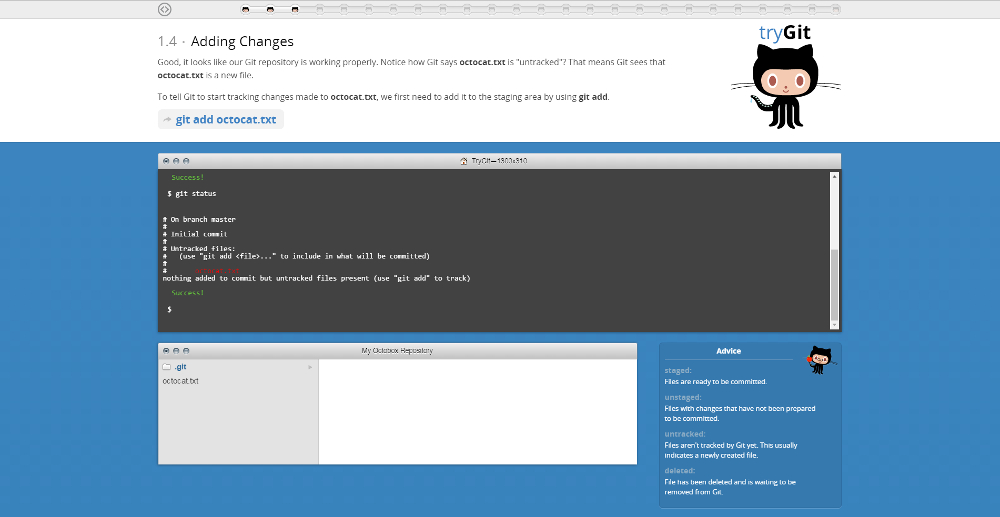 tryGit
1.4 · Adding Changes
Good, it looks like our Git repository is working properly. Notice how Git says octocat.txt is "untracked"? That means Git sees that
octocat.txt is a new file.
To tell Git to start tracking changes made to octocat.txt, we first need to add it to the staging area by using git add.
git add octocat.txt
TryGit—1300x310
Success!
$ git status
# On branch master
#
# Initial commit
#
# Untracked files:
#   (use "git add <file>..." to include in what will be committed)
#
#       octocat.txt
nothing added to commit but untracked files present (use "git add" to track)
Success!
$
My Octobox Repository
.git
octocat.txt
Advice
staged:
Files are ready to be committed.
unstaged:
Files with changes that have not been prepared
to be committed.
untracked:
Files aren't tracked by Git yet. This usually
indicates a newly created file.
deleted:
File has been deleted and is waiting to be
removed from Git.